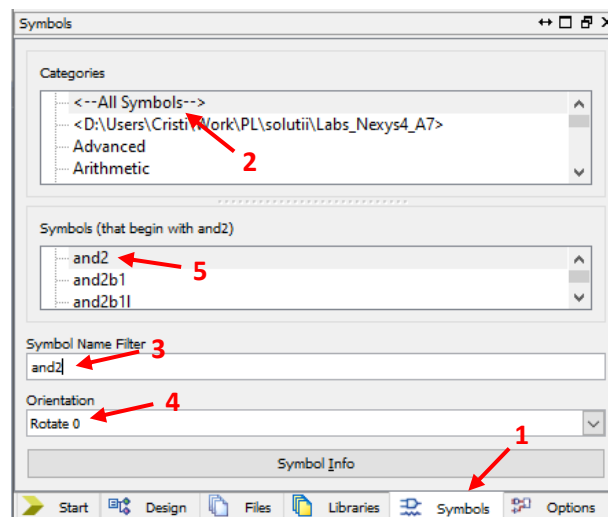 Symbols
Categories
<--All Symbols-->
<D:\Users\Cristi\Work\PL\solutii\Labs_Nexys4_A7>
Advanced
2
Arithmetic
Symbols (that begin with and2)
and2
5
and2b1
and2b1l
Symbol Name Filter
3
and2
Orientation
4
Rotate 0
1
Symbol Info
Start Design Files Libraries Symbols Options